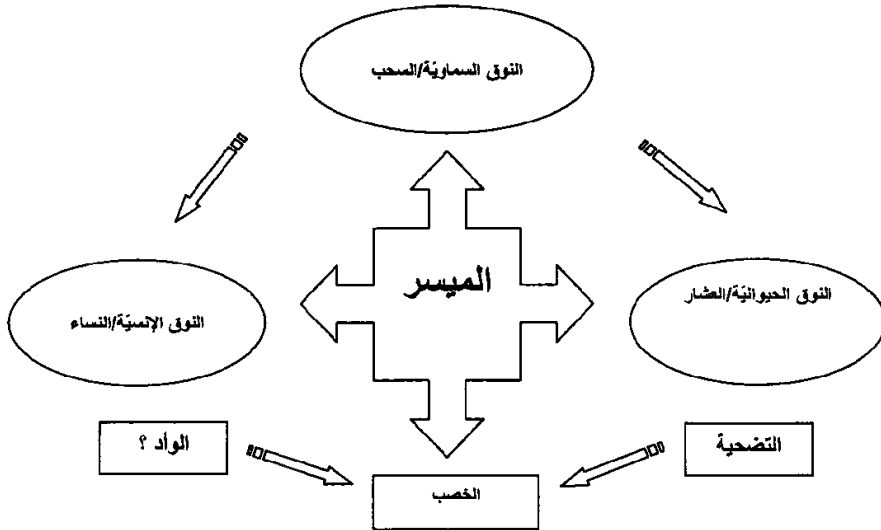 النوق السماويّة/السحب
الميسر
النوق الحيوانيّة/العشار
النوق الإنسيّة/النساء
التضحية
الوأد ؟
الخصب